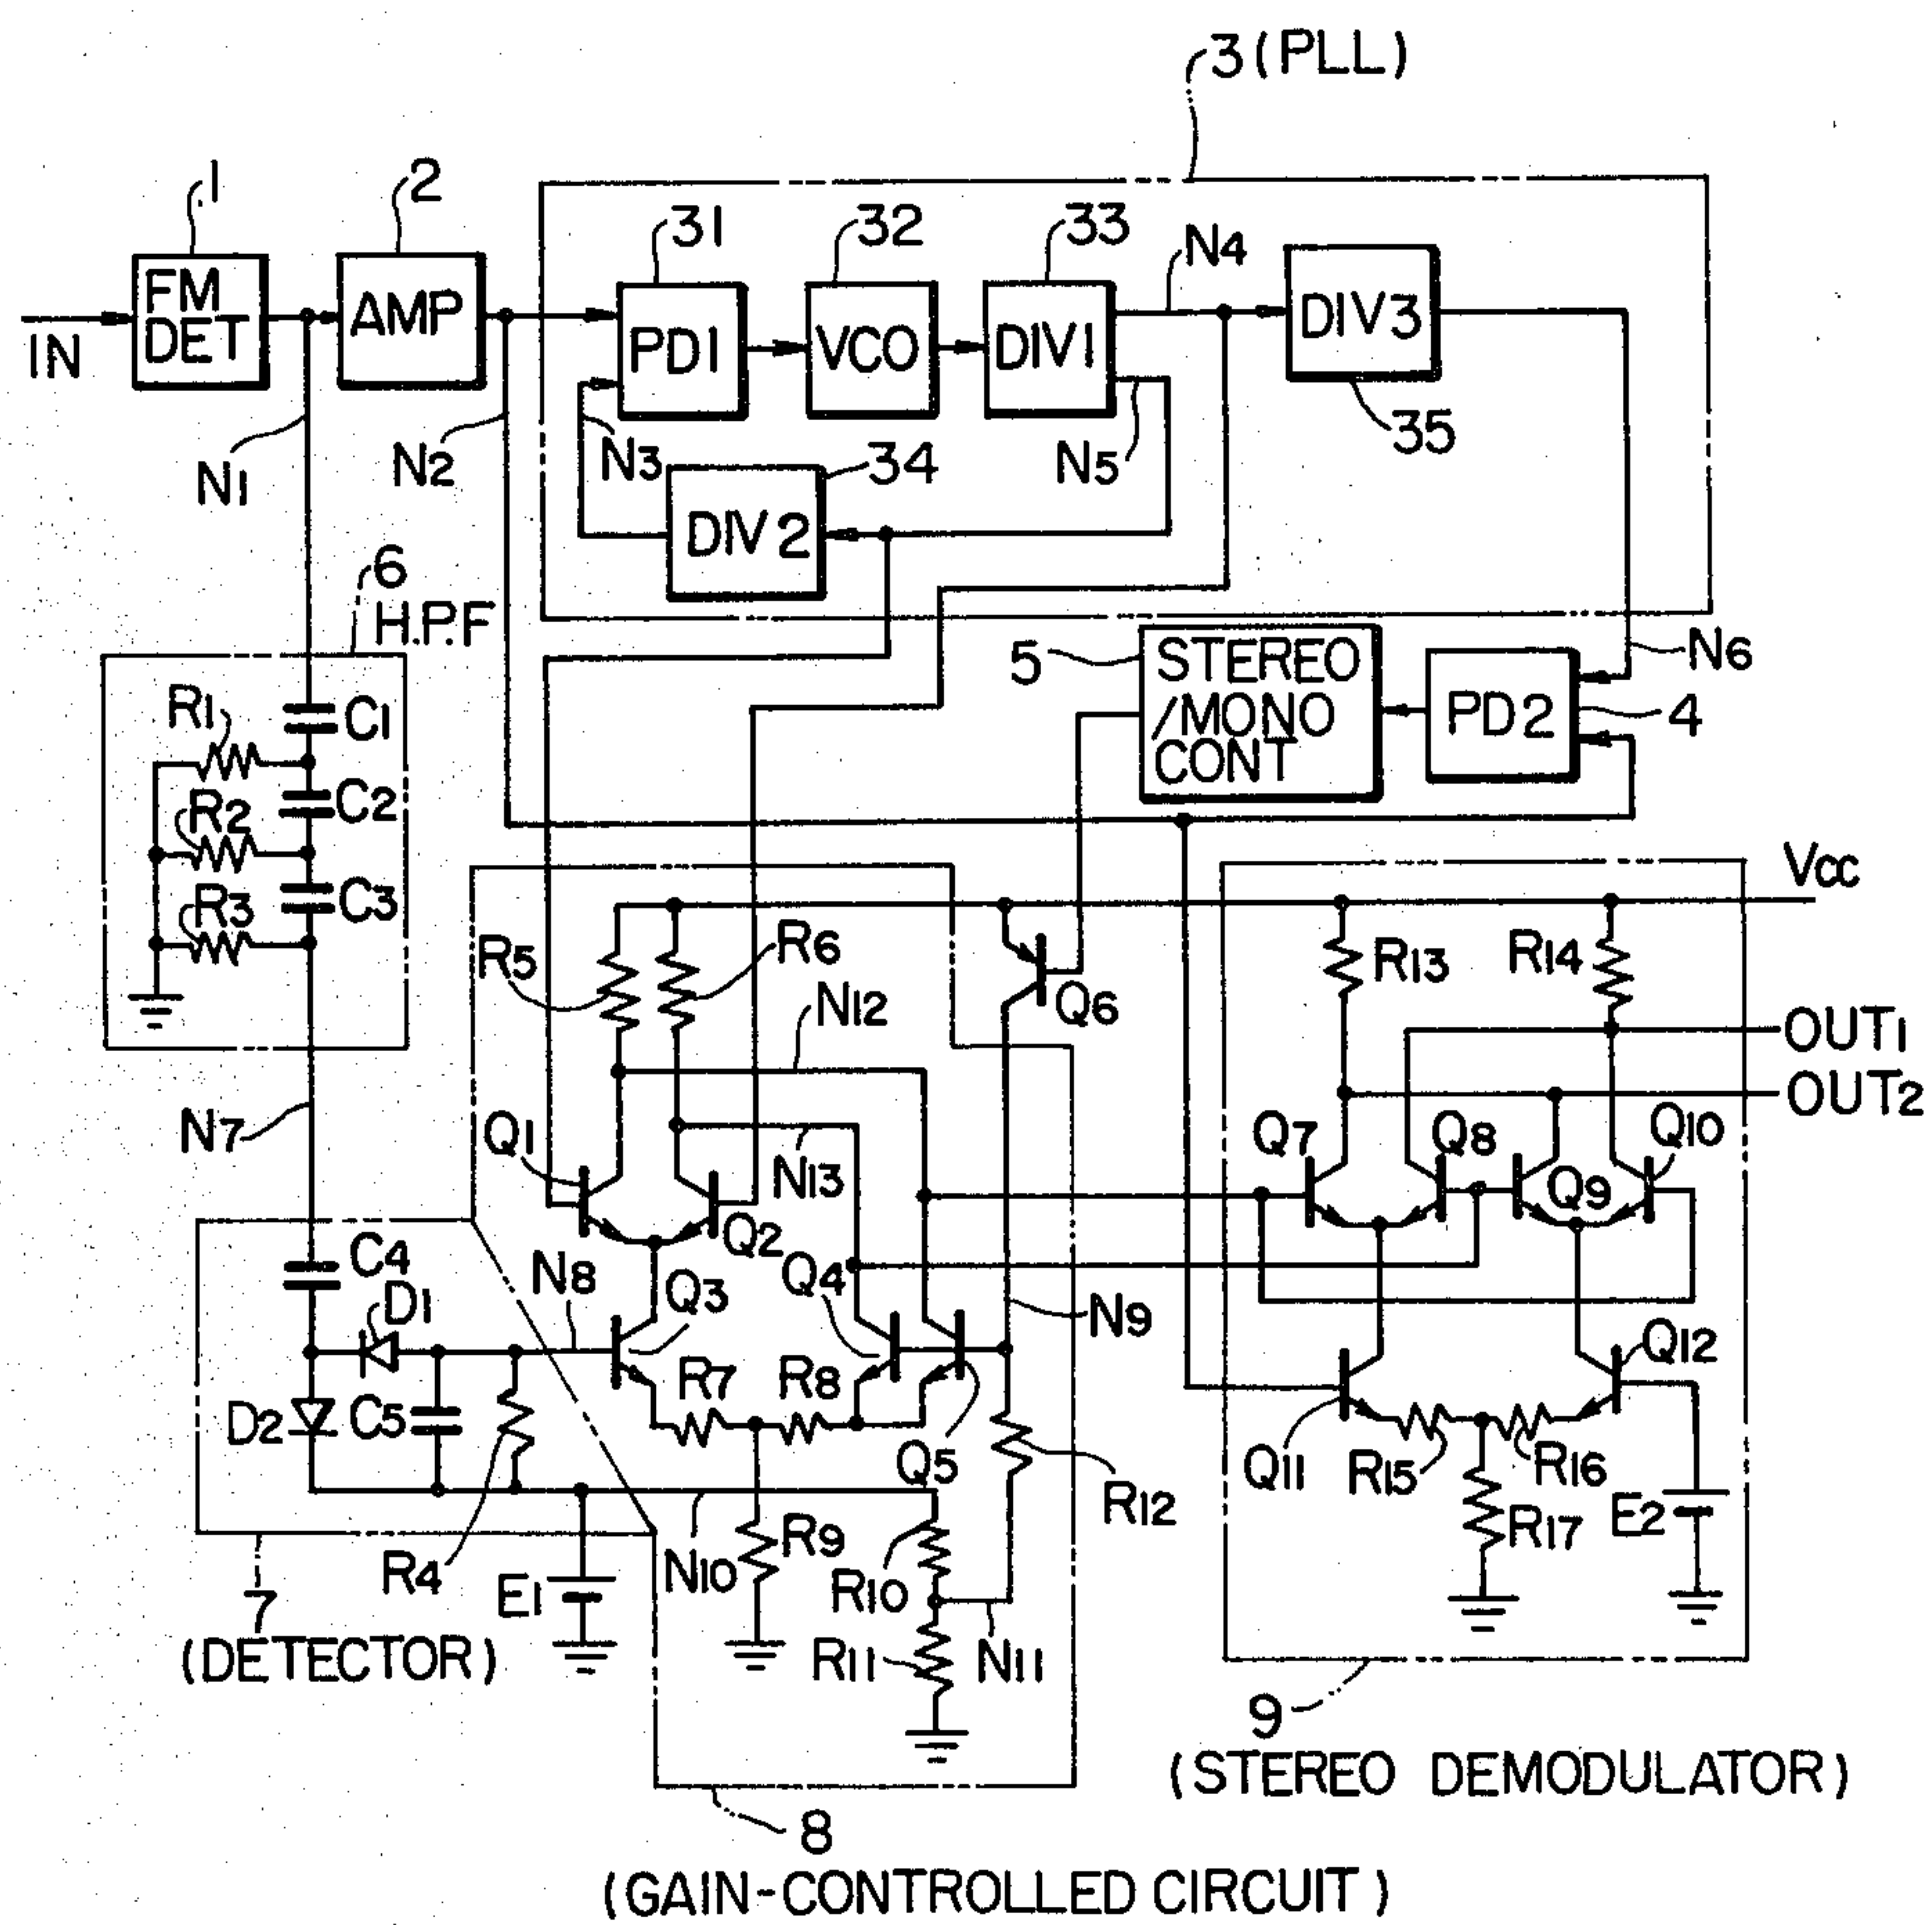 3 (PLL)
1
2
31
32
33
N4
FM
DET
AMP
PD1
VCO
DIV1
DIV3
IN
N1
N2
N3
34
N5
35
DIV2
6
H.P.F
5
STEREO
/MONO
CONT
PD2
4
N6
R1
C1
R2
C2
R3
C3
Vcc
R5
R6
N12
Q6
R13
R14
OUT1
OUT2
N7
Q1
N13
Q2
Q7
Q8
Q9
Q10
C4
D1
N8
Q3
Q4
N9
Q12
D2
C5
R7
R8
Q5
R12
Q11
R15
R16
R4
E1
N10
R9
R10
R17
E2
7
(DETECTOR)
R11
N11
9
(STEREO DEMODULATOR)
8
(GAIN-CONTROLLED CIRCUIT)